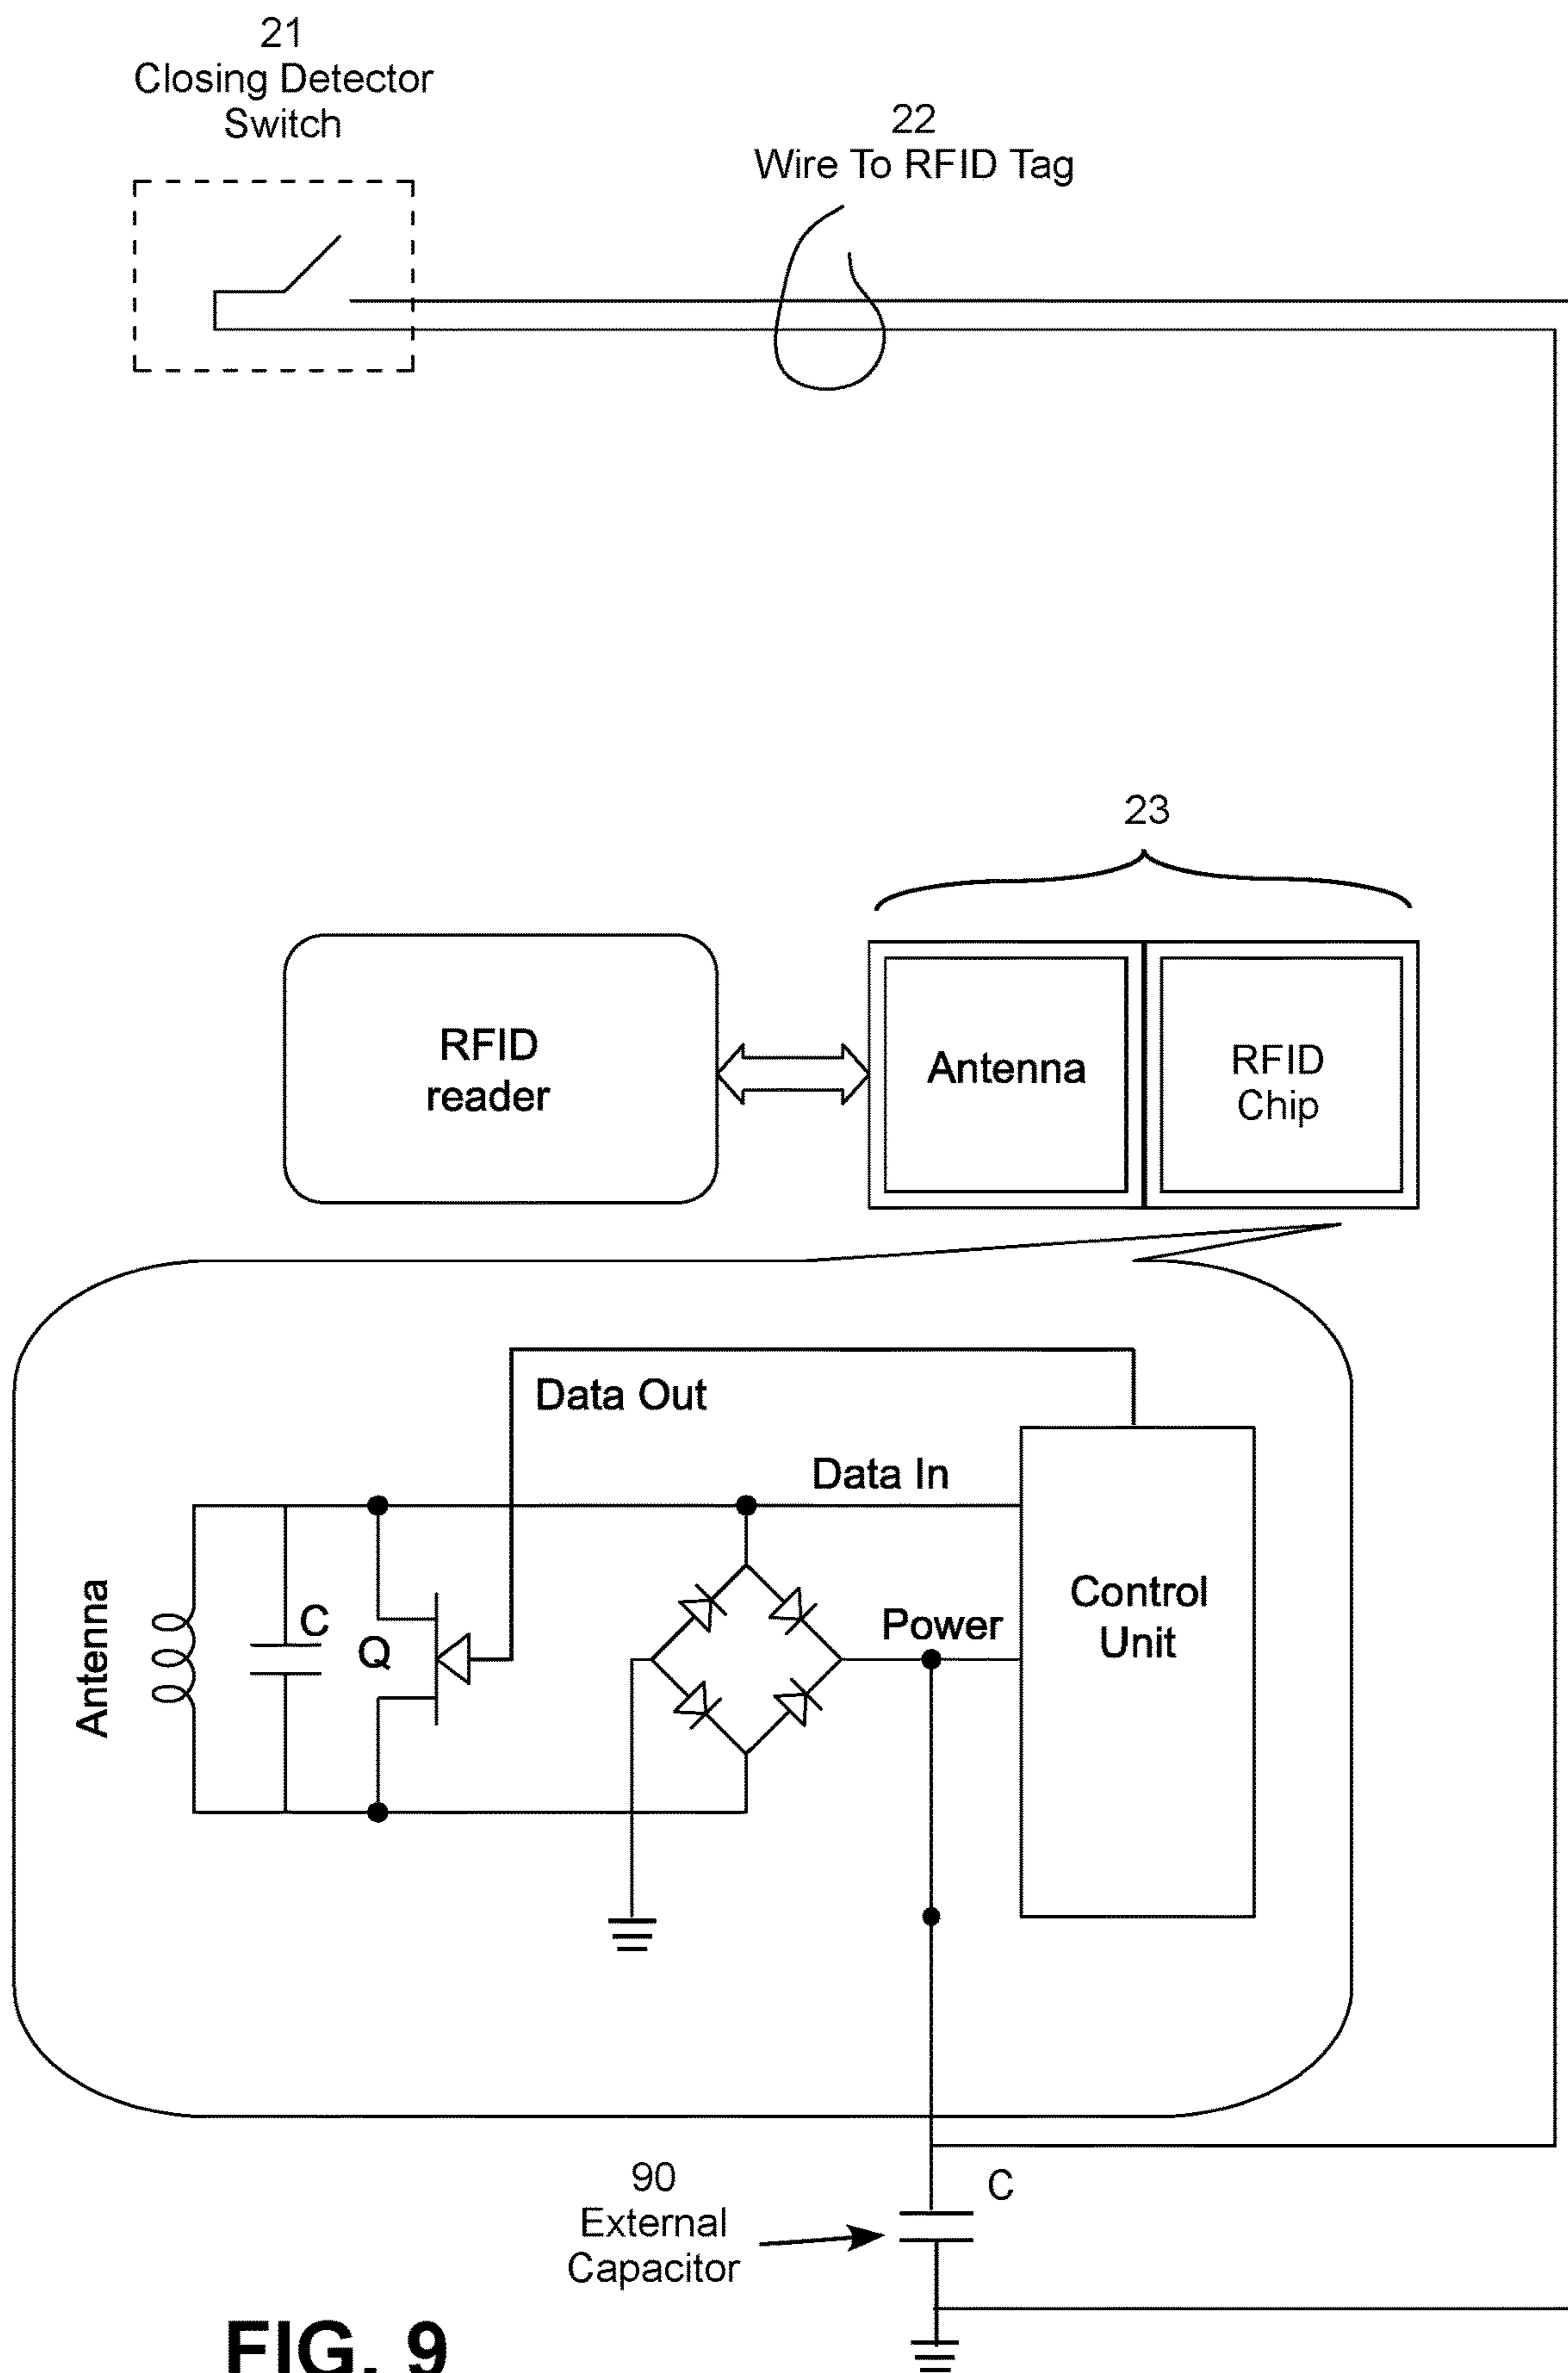 21
Closing Detector
Switch
22
Wire To RFID Tag
23
RFID
reader
Antenna
RFID
Chip
Data Out
Data In
Antenna
C
Q
Power
Control
Unit
90
External
Capacitor
C
FIG. 9